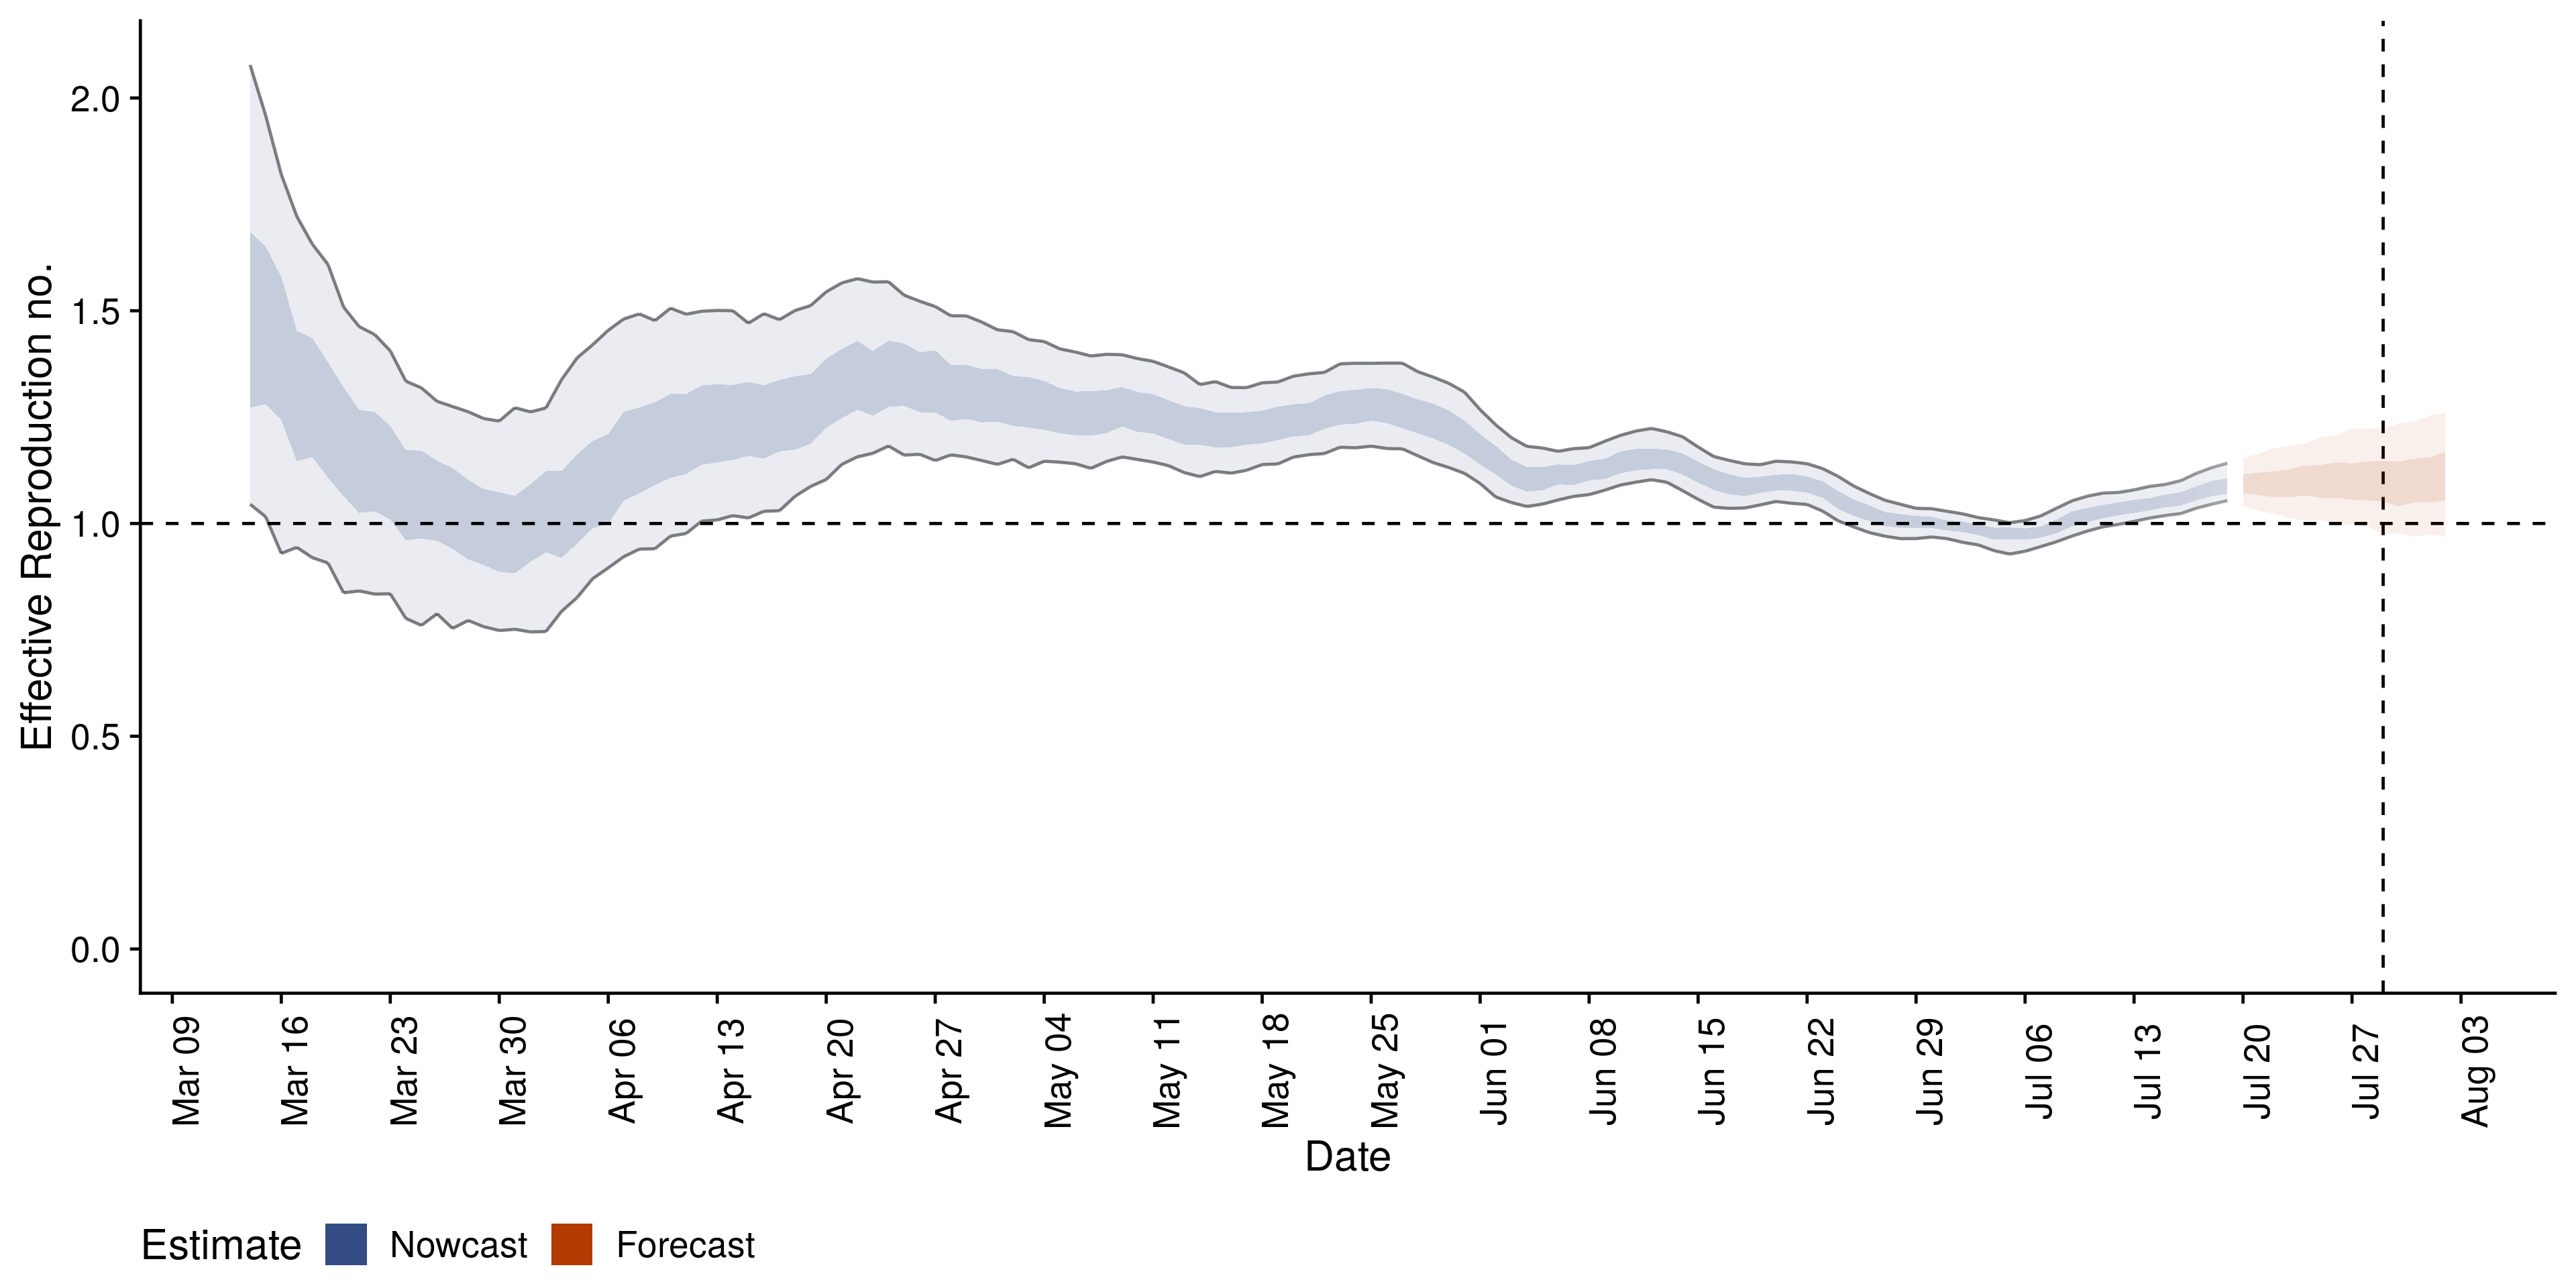 Effective Reproduction no.
2.0
1.5
1.0
0.5
0.0
Mar 09
Mar 16
Mar 23
Mar 30
Apr 06
Apr 13
Apr 20
Apr 27
May 04
May 11
May 18
May 25
Jun 01
Jun 08
Jun 15
Jun 22
Jun 29
Jul 06
Jul 13
Jul 20
Jul 27
Aug 03
Date
Estimate Nowcast Forecast